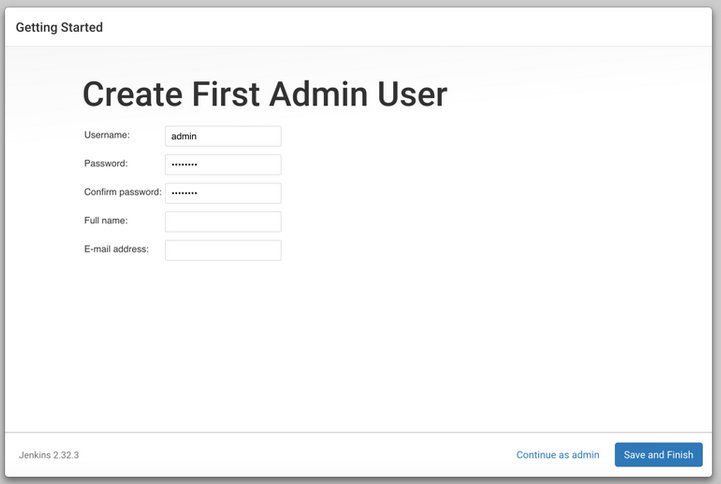 Getting Started
Create First Admin User
Username: admin
Password: ••••••••
Confirm password: ••••••••
Full name:
E-mail address:
Jenkins 2.32.3 Continue as admin Save and Finish